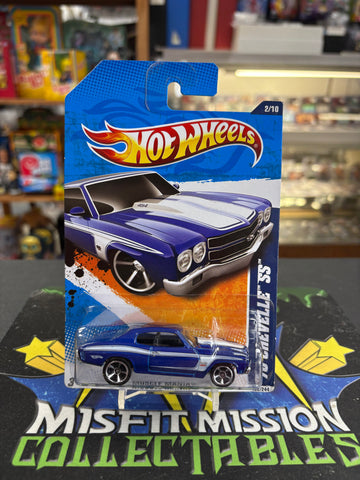 2/10
HOT WHEELS
'70 CHEVELLE SS
MUSCLE MANIA
MISFIT MISSION
COLLECTABLES